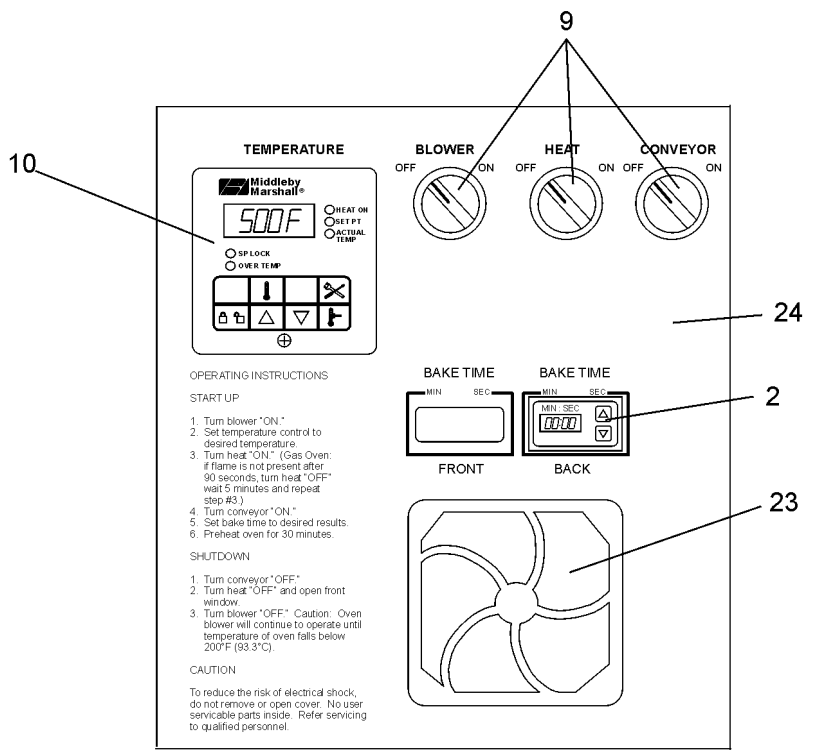 9
TEMPERATURE
BLOWER
HEAT
CONVEYOR
OFF
ON
OFF
ON
OFF
ON
10
Middleby
Marshall®
500F
HEAT ON
SET PT
ACTUAL
TEMP
SP LOCK
OVER TEMP
24
OPERATING INSTRUCTIONS
START UP
1. Turn blower "ON."
2. Set temperature control to
desired temperature.
3. Turn heat "ON." (Gas Oven:
if flame is not present after
90 seconds, turn heat "OFF"
wait 5 minutes and repeat
step #3.)
4. Turn conveyor "ON."
5. Set bake time to desired results.
6. Preheat oven for 30 minutes.
SHUTDOWN
1. Turn conveyor "OFF."
2. Turn heat "OFF" and open front
window.
3. Turn blower "OFF." Caution: Oven
blower will continue to operate until
temperature of oven falls below
200°F (93.3°C).
CAUTION
To reduce the risk of electrical shock,
do not remove or open cover. No user
servicable parts inside. Refer servicing
to qualified personnel.
BAKE TIME
MIN SEC
FRONT
BAKE TIME
MIN SEC
MIN : SEC
00:00
BACK
2
23